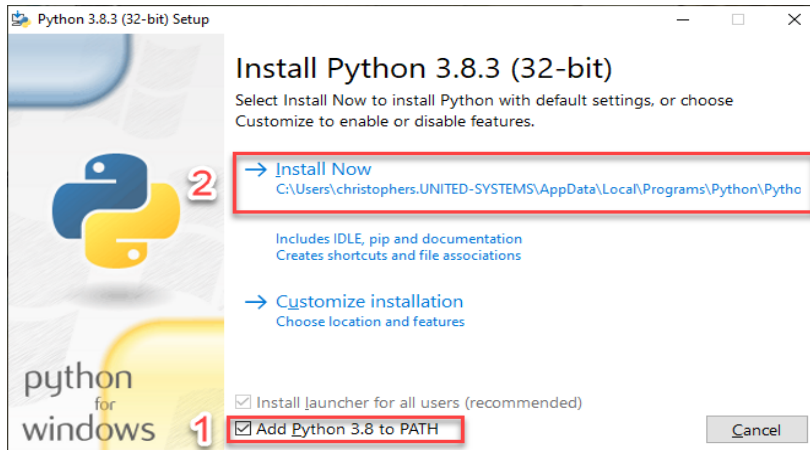 Python 3.8.3 (32-bit) Setup
Install Python 3.8.3 (32-bit)
Select Install Now to install Python with default settings, or choose
Customize to enable or disable features.
2
→ Install Now
C:\Users\christophers.UNITED-SYSTEMS\AppData\Local\Programs\Python\Pytho
Includes IDLE, pip and documentation
Creates shortcuts and file associations
→ Customize installation
Choose location and features
python
for
windows
Install launcher for all users (recommended)
1
Add Python 3.8 to PATH
Cancel